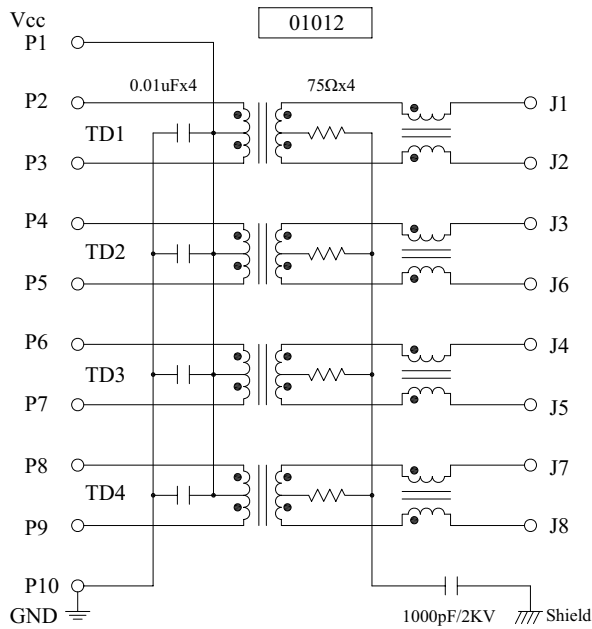 Vcc
01012
P1
0.01uFx4
75Ωx4
P2
J1
TD1
P3
J2
P4
J3
TD2
P5
J6
P6
J4
TD3
P7
J5
P8
J7
TD4
P9
J8
P10
GND
1000pF/2KV
Shield